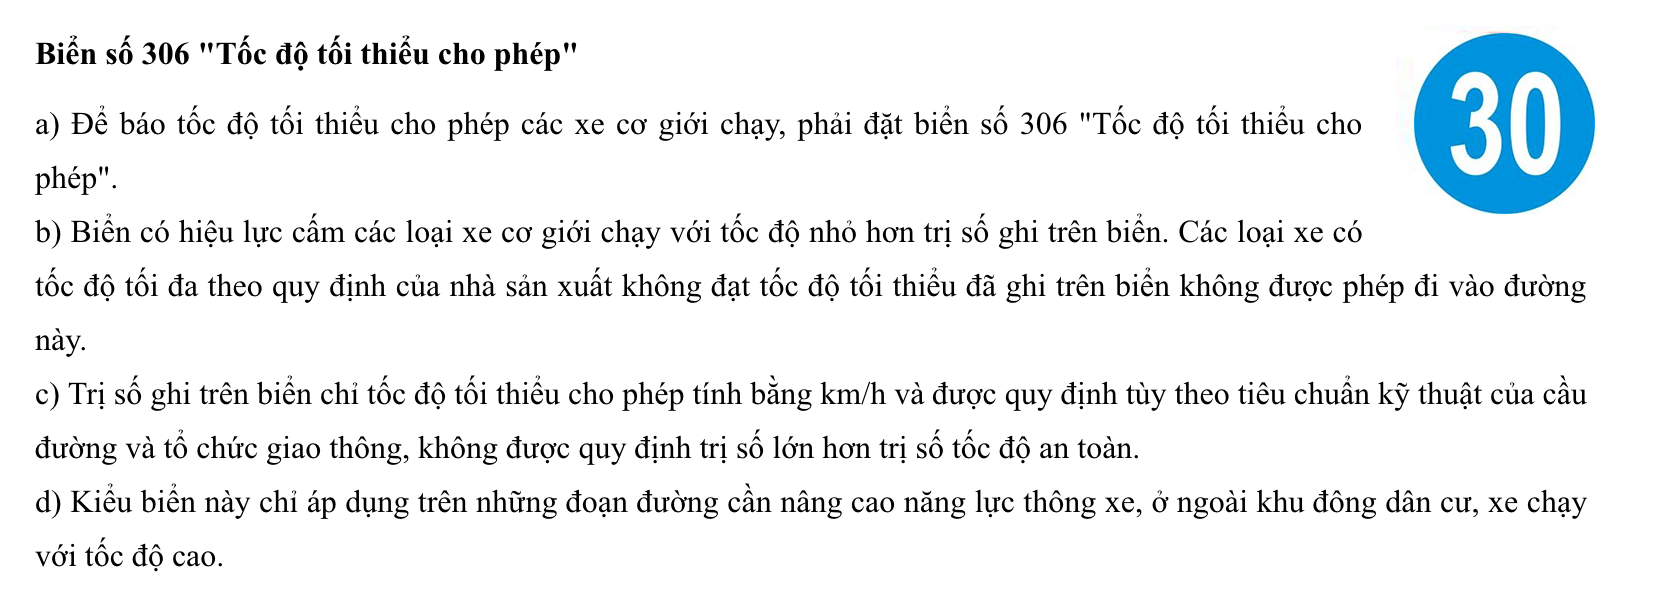 Biển số 306 "Tốc độ tối thiểu cho phép"
30
a) Để báo tốc độ tối thiểu cho phép các xe cơ giới chạy, phải đặt biển số 306 "Tốc độ tối thiểu cho
phép".
b) Biển có hiệu lực cấm các loại xe cơ giới chạy với tốc độ nhỏ hơn trị số ghi trên biển. Các loại xe có
tốc độ tối đa theo quy định của nhà sản xuất không đạt tốc độ tối thiểu đã ghi trên biển không được phép đi vào đường
này.
c) Trị số ghi trên biển chỉ tốc độ tối thiểu cho phép tính bằng km/h và được quy định tùy theo tiêu chuẩn kỹ thuật của cầu
đường và tổ chức giao thông, không được quy định trị số lớn hơn trị số tốc độ an toàn.
d) Kiểu biển này chỉ áp dụng trên những đoạn đường cần nâng cao năng lực thông xe, ở ngoài khu đông dân cư, xe chạy
với tốc độ cao.